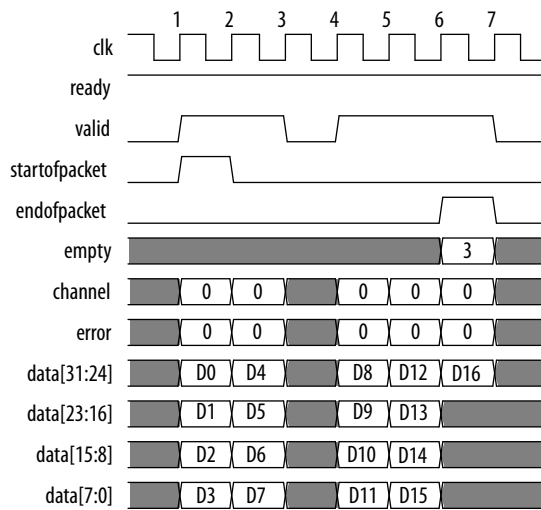 1 2 3 4 5 6 7
clk
ready
valid
startofpacket
endofpacket
empty 3
channel 0 0 0 0 0
error 0 0 0 0 0
data[31:24] D0 D4 D8 D12 D16
data[23:16] D1 D5 D9 D13
data[15:8] D2 D6 D10 D14
data[7:0] D3 D7 D11 D15